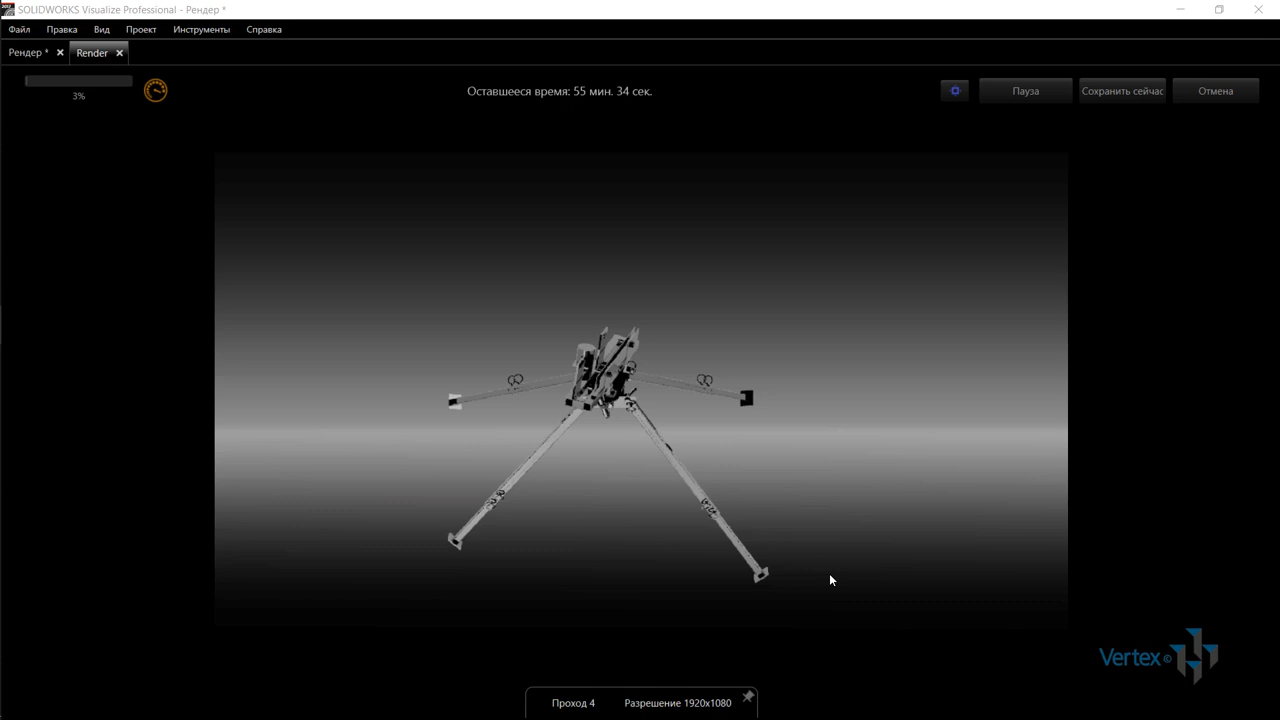 SOLIDWORKS Visualize Professional - Рендер *
Файл Правка Вид Проект Инструменты Справка
Рендер * Render
3%
Оставшееся время: 55 мин. 34 сек.
Пауза
Сохранить сейчас
Отмена
Vertex ©
Проход 4 Разрешение 1920x1080